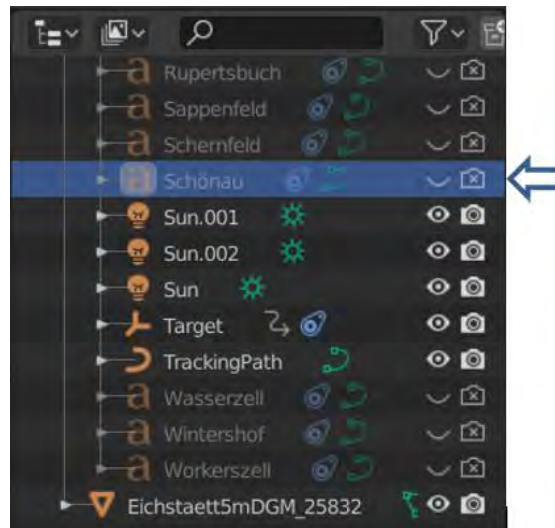 Rupertsbuch
Sappenfeld
Schernfeld
Schönau
Sun.001
Sun.002
Sun
Target
TrackingPath
Wasserzell
Wintershof
Workerszell
Eichstaett5mDGM_25832